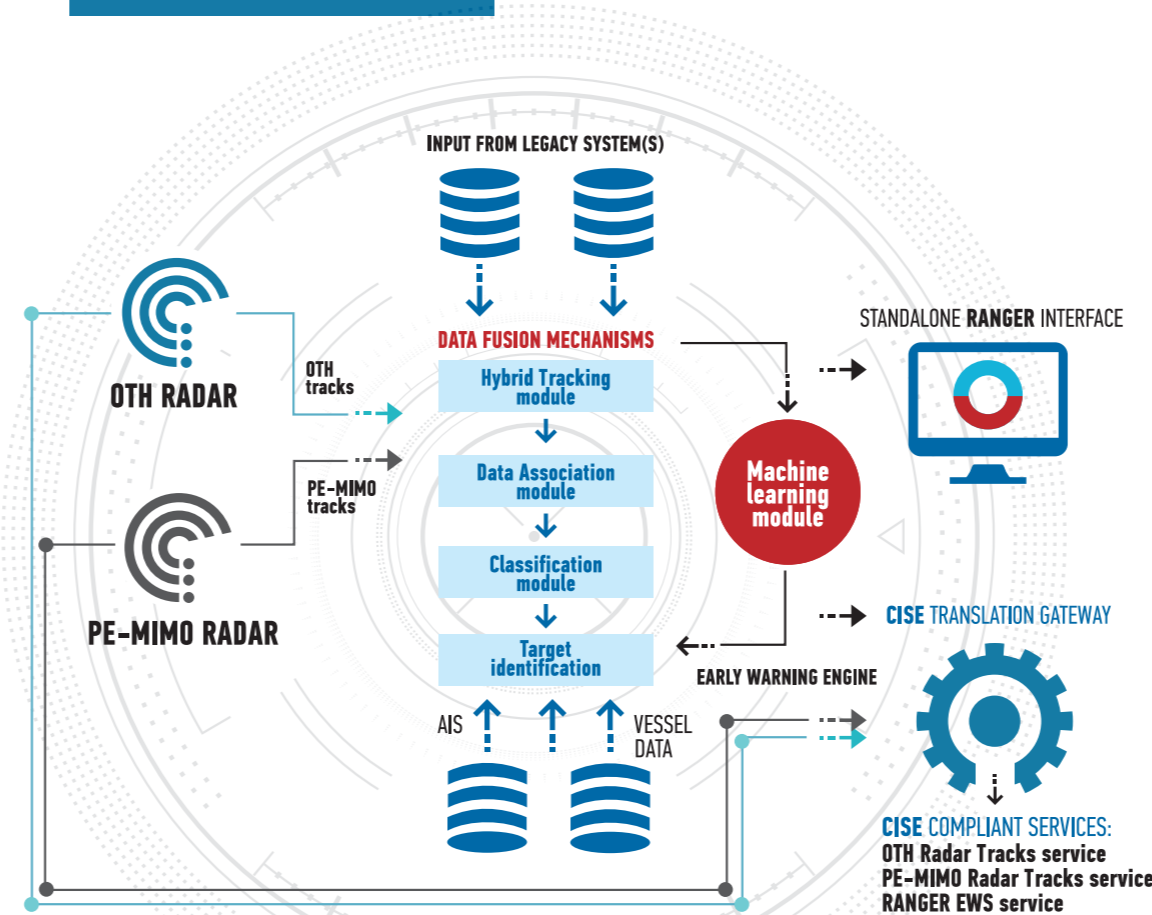 INPUT FROM LEGACY SYSTEM(S)
DATA FUSION MECHANISMS
Hybrid Tracking
module
Data Association
module
Classification
module
Target
identification
OTH RADAR
OTH
tracks
PE-MIMO RADAR
PE-MIMO
tracks
Machine
learning
module
STANDALONE RANGER INTERFACE
CISE TRANSLATION GATEWAY
EARLY WARNING ENGINE
AIS
VESSEL
DATA
CISE COMPLIANT SERVICES:
OTH Radar Tracks service
PE-MIMO Radar Tracks service
RANGER EWS service